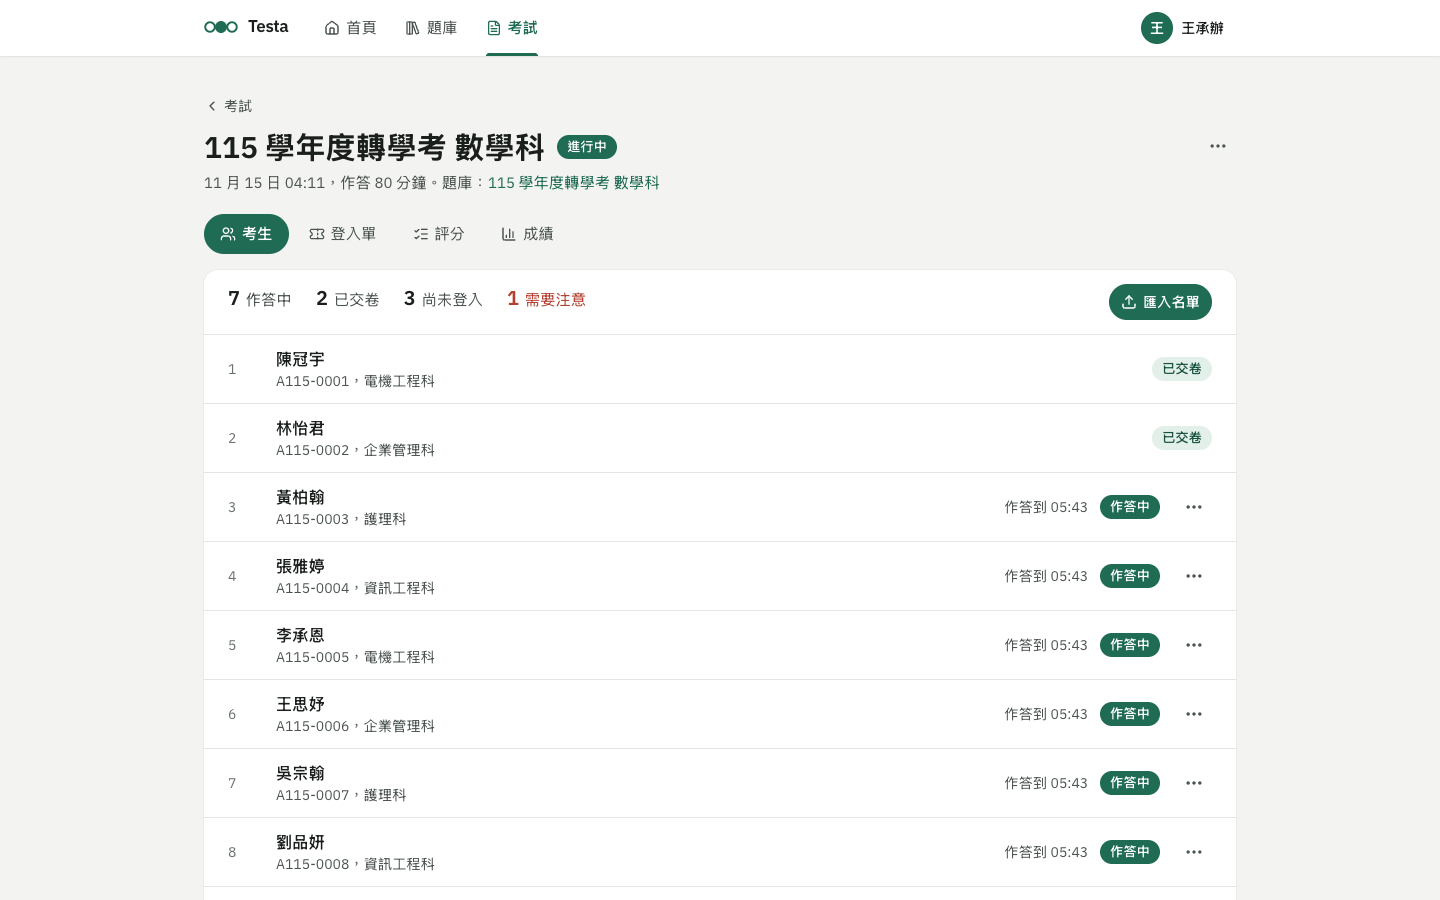 Testa
首頁
題庫
考試
王
王承辦
考試
115 學年度轉學考 數學科
進行中
11 月 15 日 04:11，作答 80 分鐘。題庫：115 學年度轉學考 數學科
考生
登入單
評分
成績
7 作答中
2 已交卷
3 尚未登入
1 需要注意
匯入名單
1
陳冠宇
A115-0001，電機工程科
已交卷
2
林怡君
A115-0002，企業管理科
已交卷
3
黃柏翰
A115-0003，護理科
作答到 05:43
作答中
4
張雅婷
A115-0004，資訊工程科
作答到 05:43
作答中
5
李承恩
A115-0005，電機工程科
作答到 05:43
作答中
6
王思妤
A115-0006，企業管理科
作答到 05:43
作答中
7
吳宗翰
A115-0007，護理科
作答到 05:43
作答中
8
劉品妍
A115-0008，資訊工程科
作答到 05:43
作答中